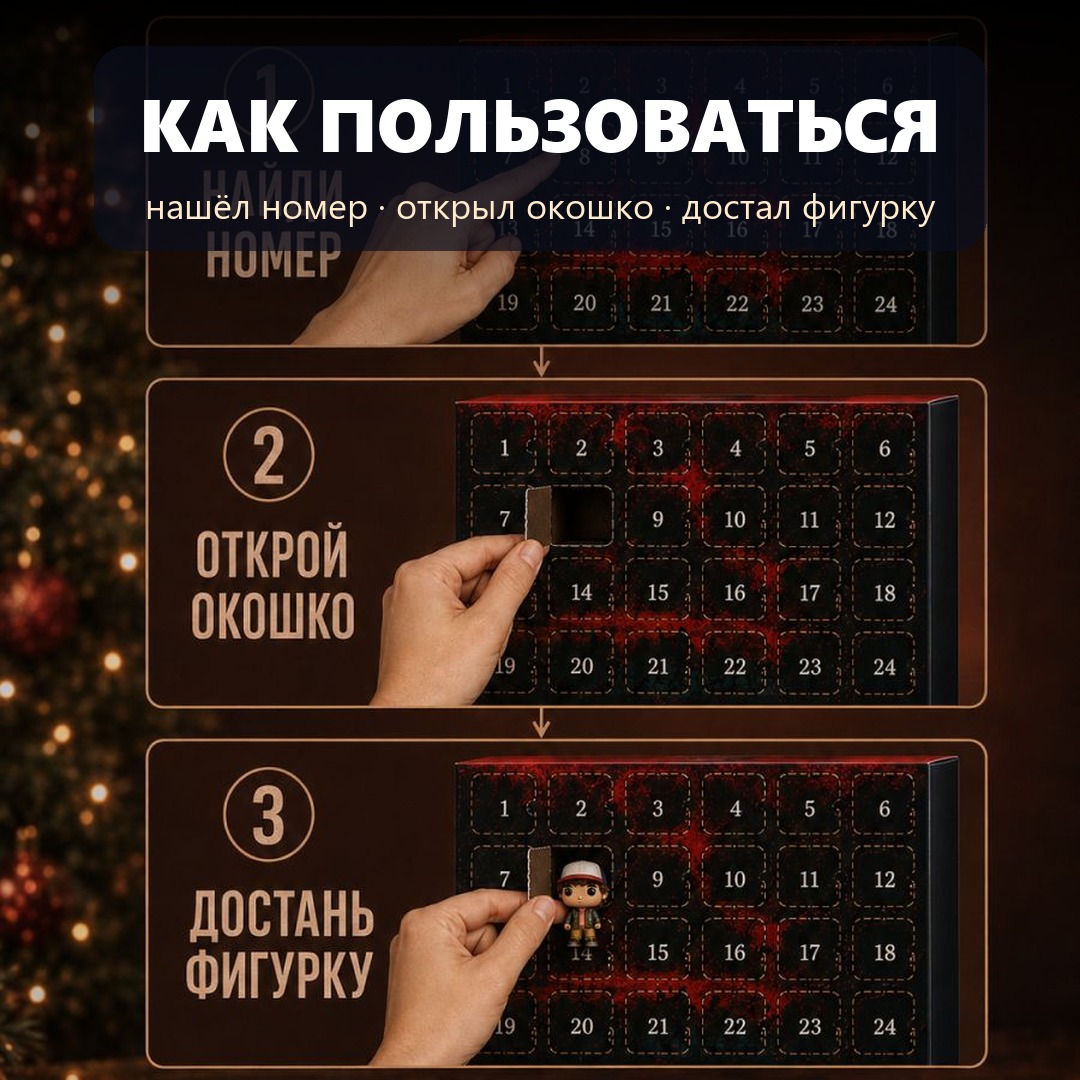 КАК ПОЛЬЗОВАТЬСЯ
нашёл номер · открыл окошко · достал фигурку
1
НАЙДИ
НОМЕР
1 2 3 4 5 6
7 8 9 10 11 12
13 14 15 16 17 18
19 20 21 22 23 24
2
ОТКРОЙ
ОКОШКО
1 2 3 4 5 6
7 9 10 11 12
14 15 16 17 18
19 20 21 22 23 24
3
ДОСТАНЬ
ФИГУРКУ
1 2 3 4 5 6
7 9 10 11 12
14 15 16 17 18
19 20 21 22 23 24